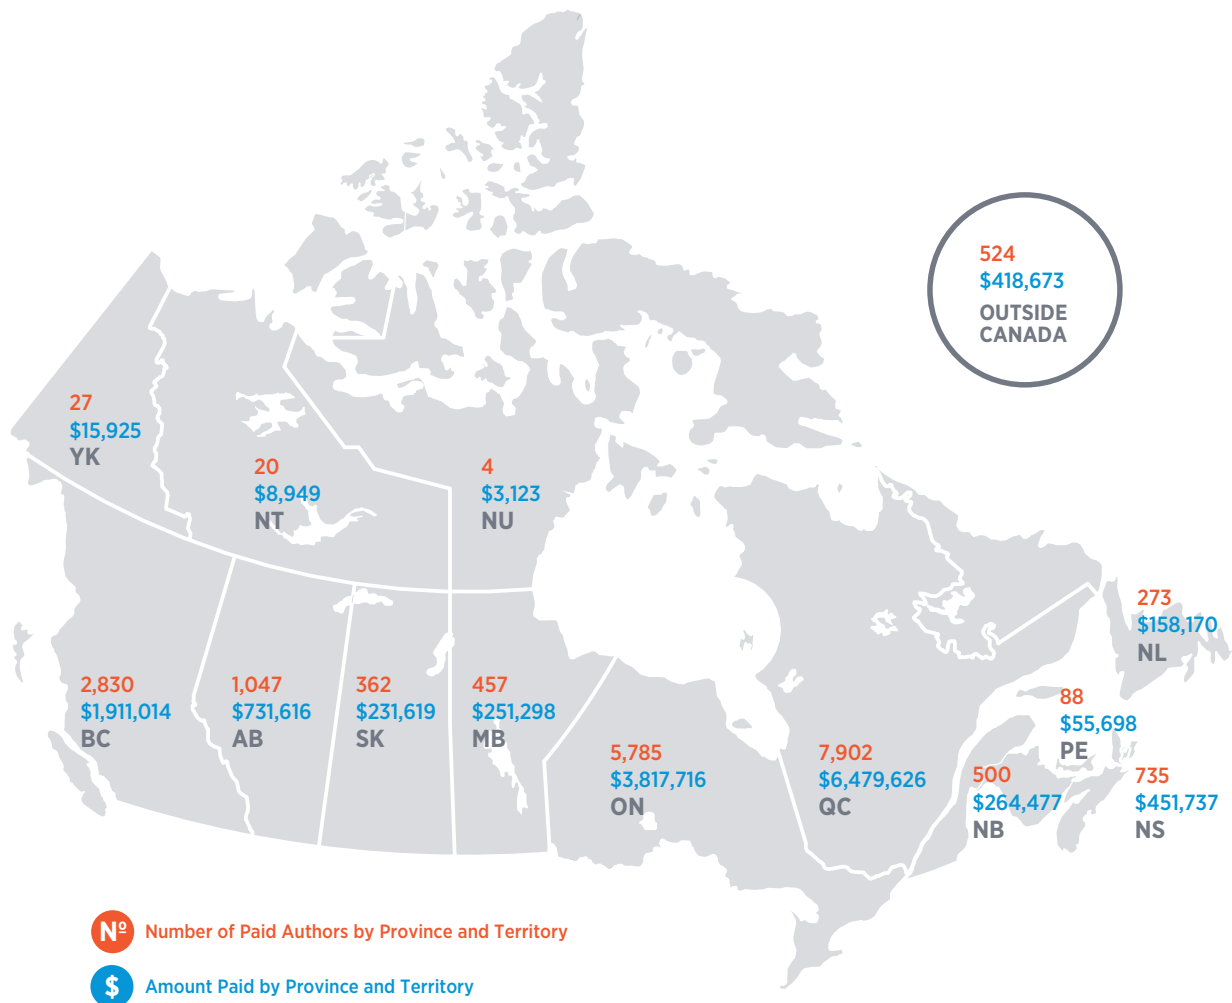 524
$418,673
OUTSIDE
CANADA
27
$15,925
YK
20
$8,949
NT
4
$3,123
NU
273
$158,170
NL
2,830
$1,911,014
BC
1,047
$731,616
AB
362
$231,619
SK
457
$251,298
MB
5,785
$3,817,716
ON
7,902
$6,479,626
QC
88
$55,698
PE
500
$264,477
NB
735
$451,737
NS
Nº Number of Paid Authors by Province and Territory
$ Amount Paid by Province and Territory